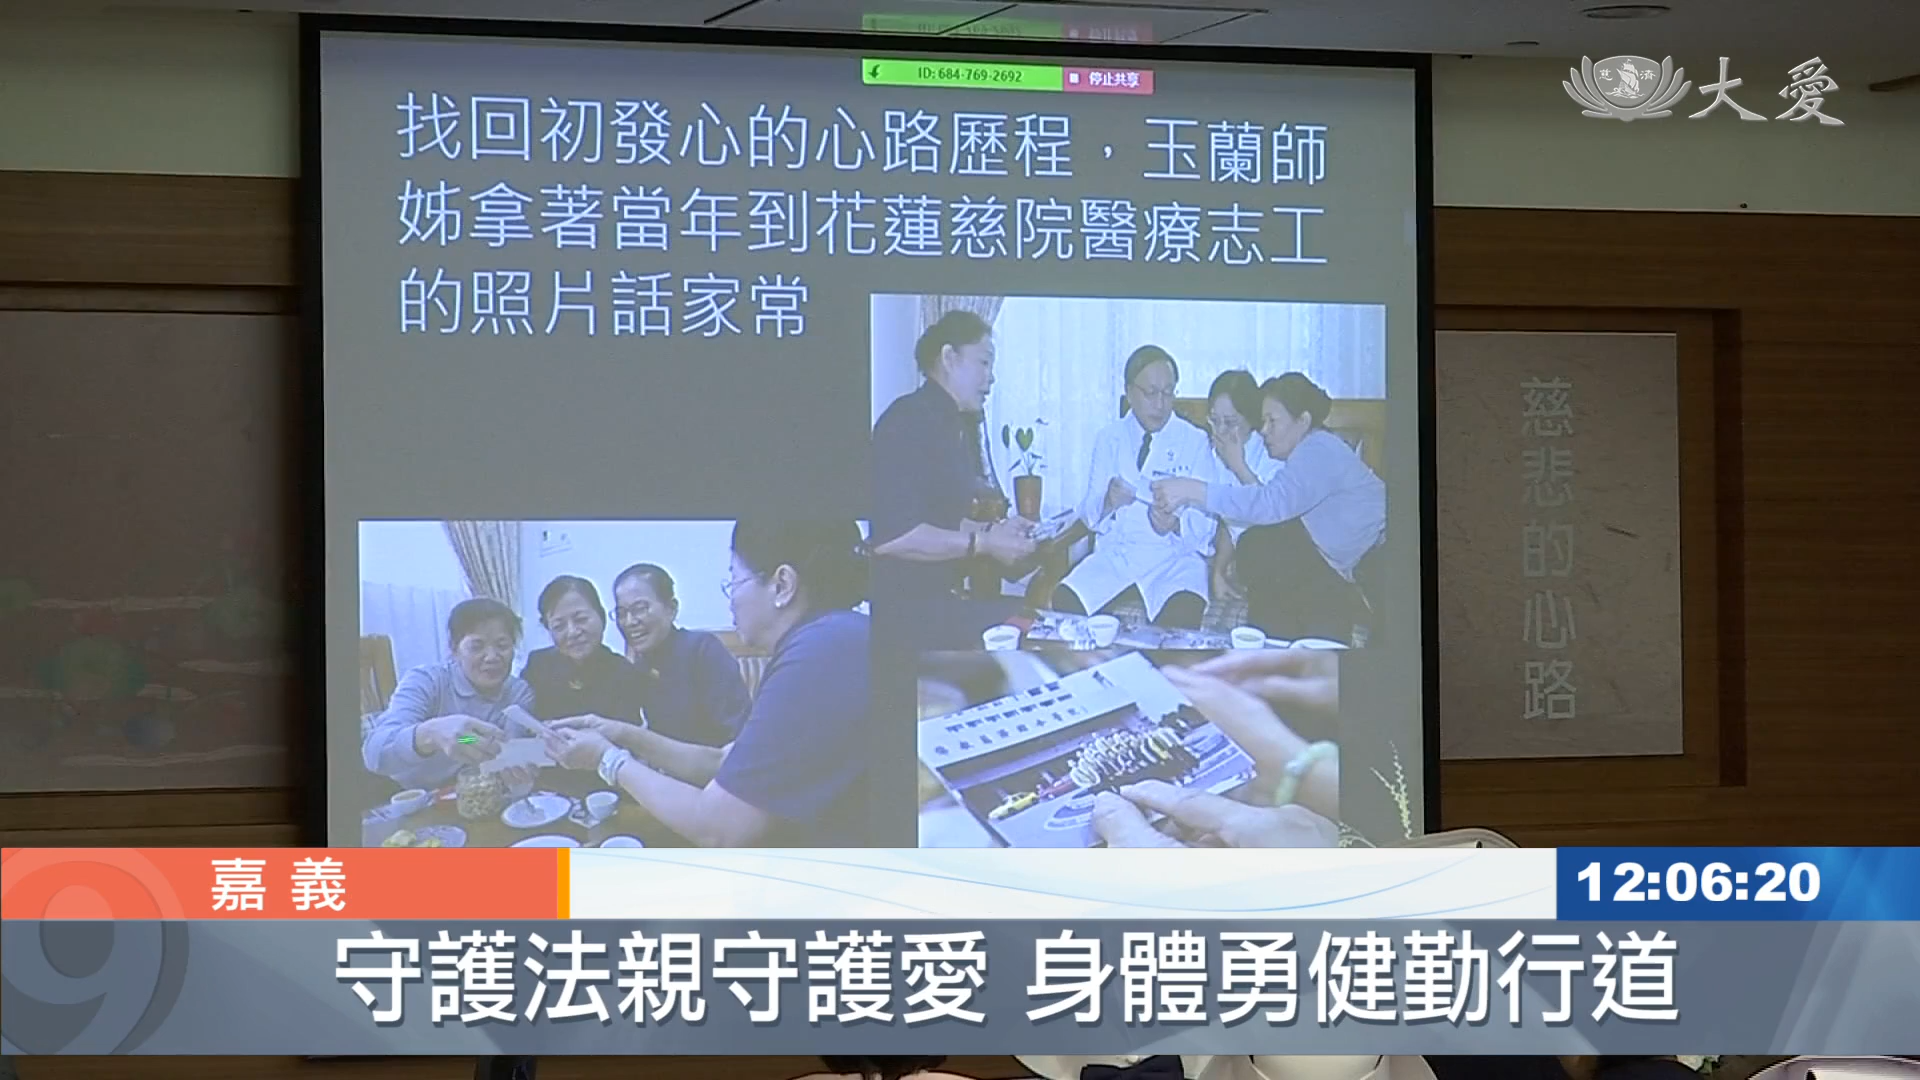 ID: 684-769-2692 停止共享
慈濟 大愛
找回初發心的心路歷程，玉蘭師
姊拿著當年到花蓮慈院醫療志工
的照片話家常
慈悲的心路
嘉義
12:06:20
守護法親守護愛 身體勇健勤行道